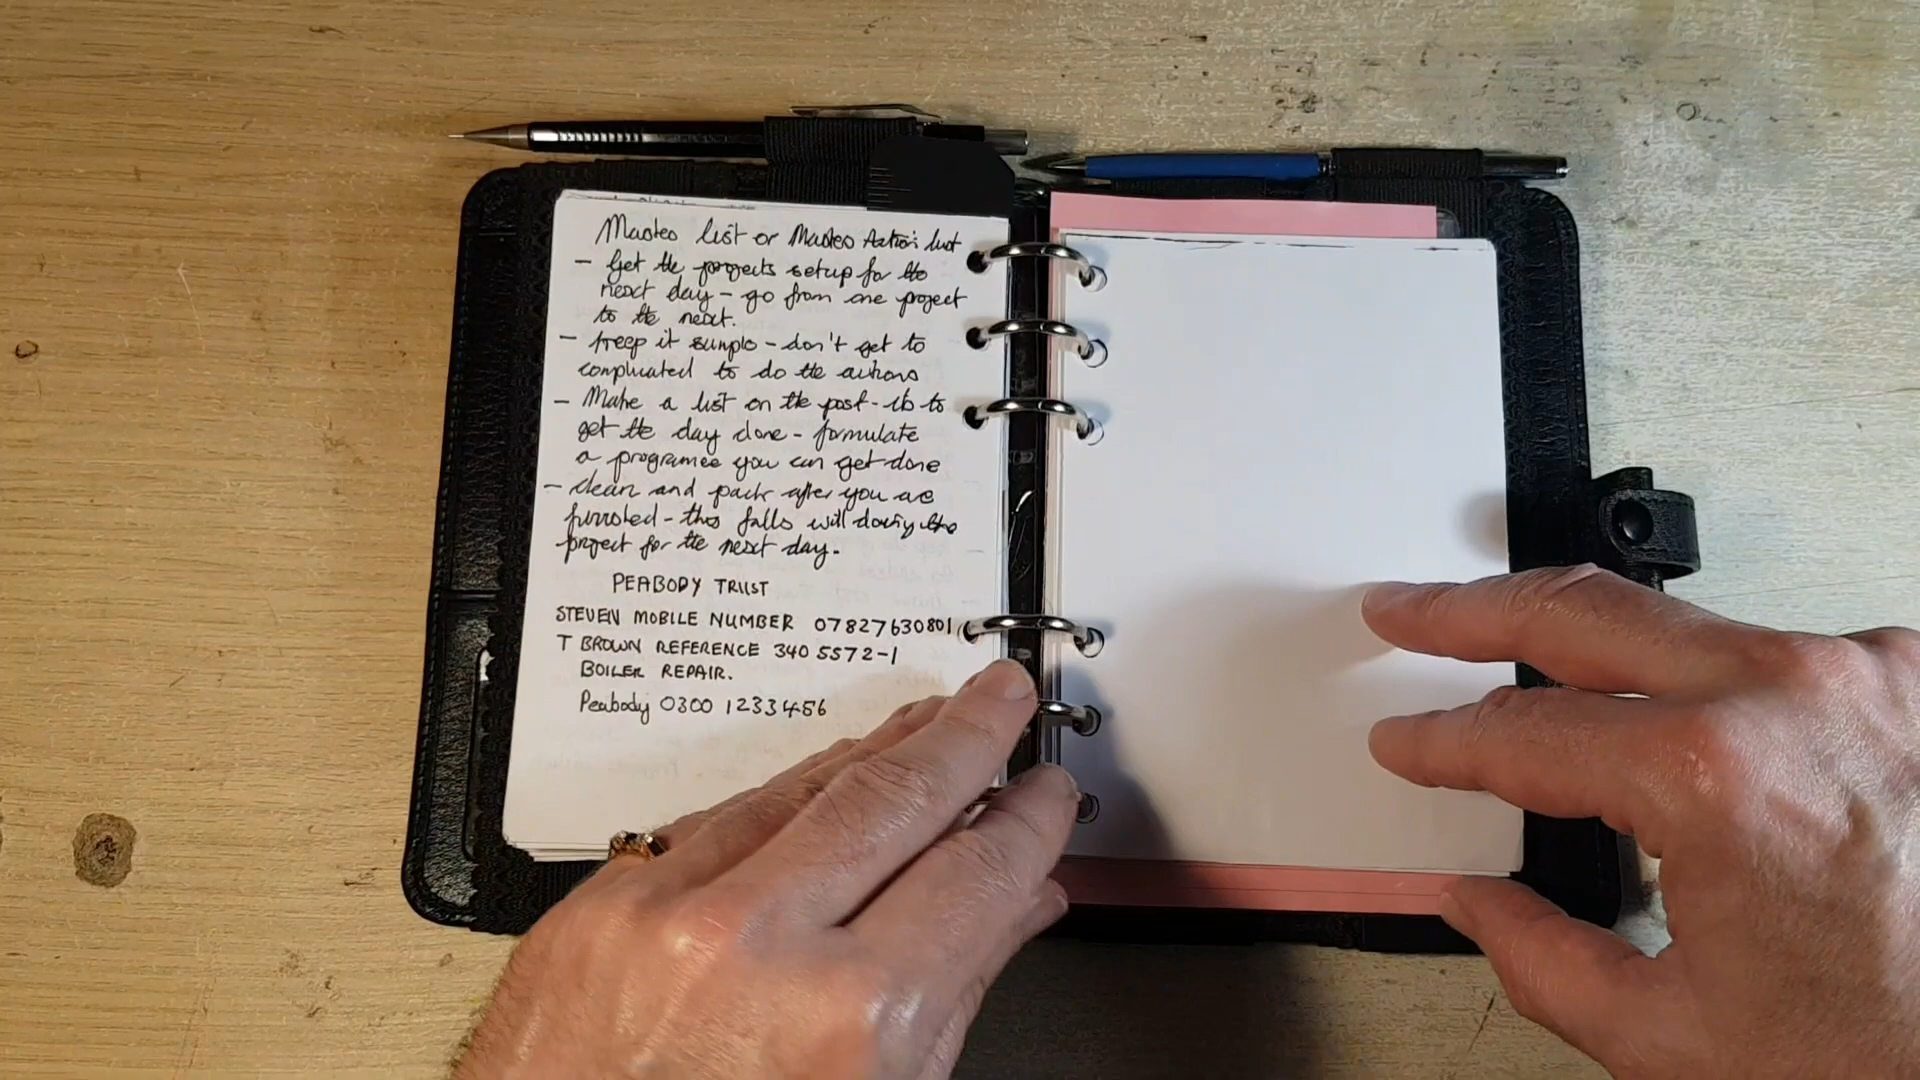 Master list or Master Action list
- Get the projects setup for the
next day - go from one project
to the next.
- keep it simple - don't get to
complicated to do the actions
- Make a list on the post-its to
get the day done - formulate
a programee you can get done
- clean and pack after you are
finished - this falls will
project for the next day.
PEABODY TRUST
STEVEN MOBILE NUMBER 07827630801
T BROWN REFERENCE 340 5572-1
BOILER REPAIR.
Peabody 0300 1233456